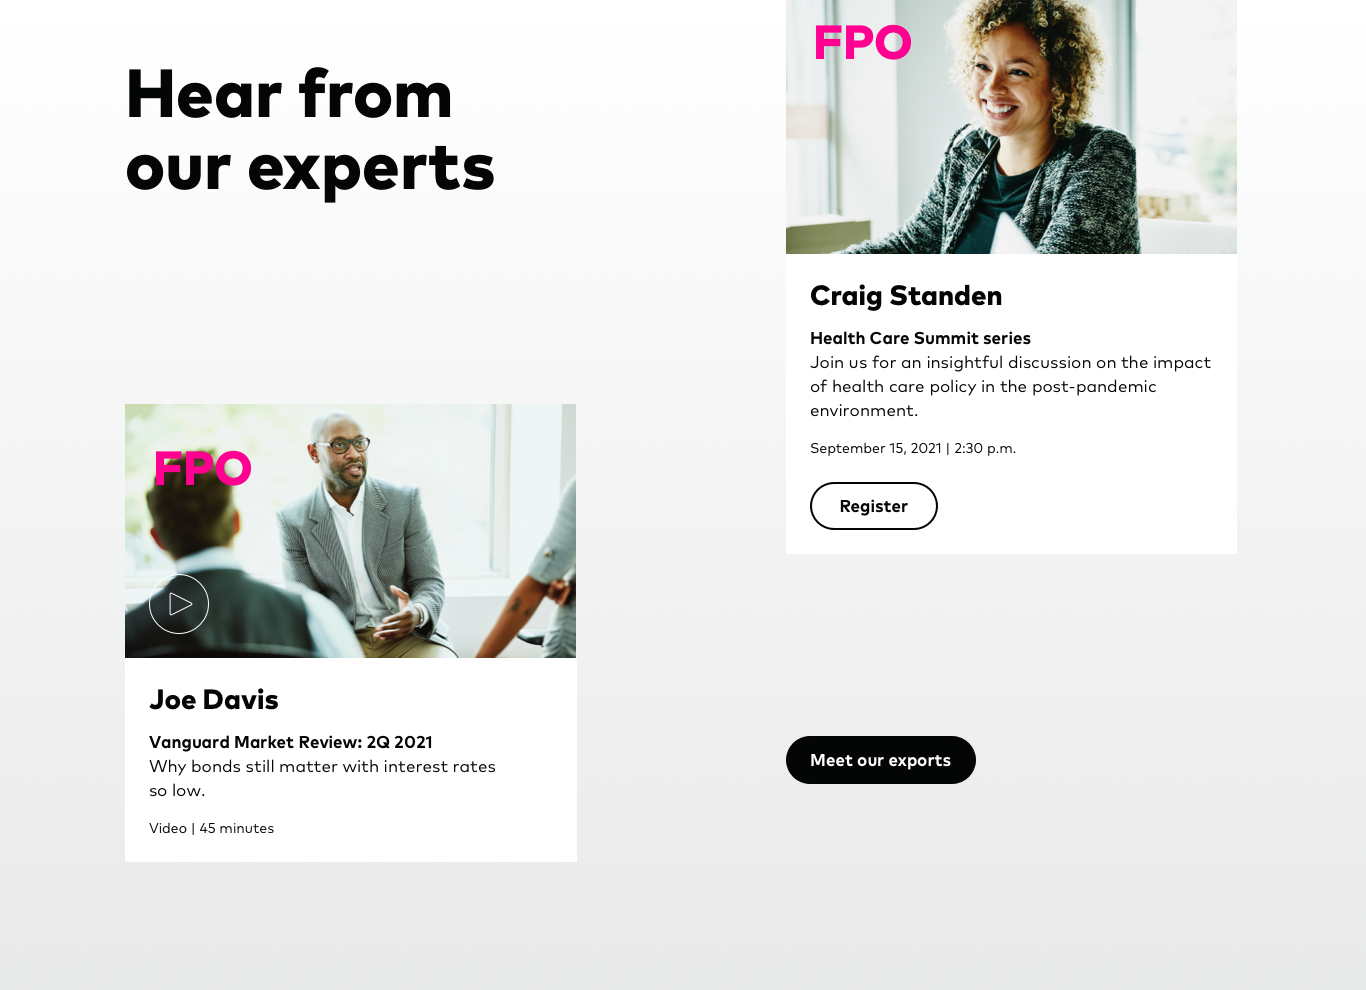 Hear from
our experts
FPO
Joe Davis
Vanguard Market Review: 2Q 2021
Why bonds still matter with interest rates
so low.
Video | 45 minutes
FPO
Craig Standen
Health Care Summit series
Join us for an insightful discussion on the impact
of health care policy in the post-pandemic
environment.
September 15, 2021 | 2:30 p.m.
Register
Meet our exports